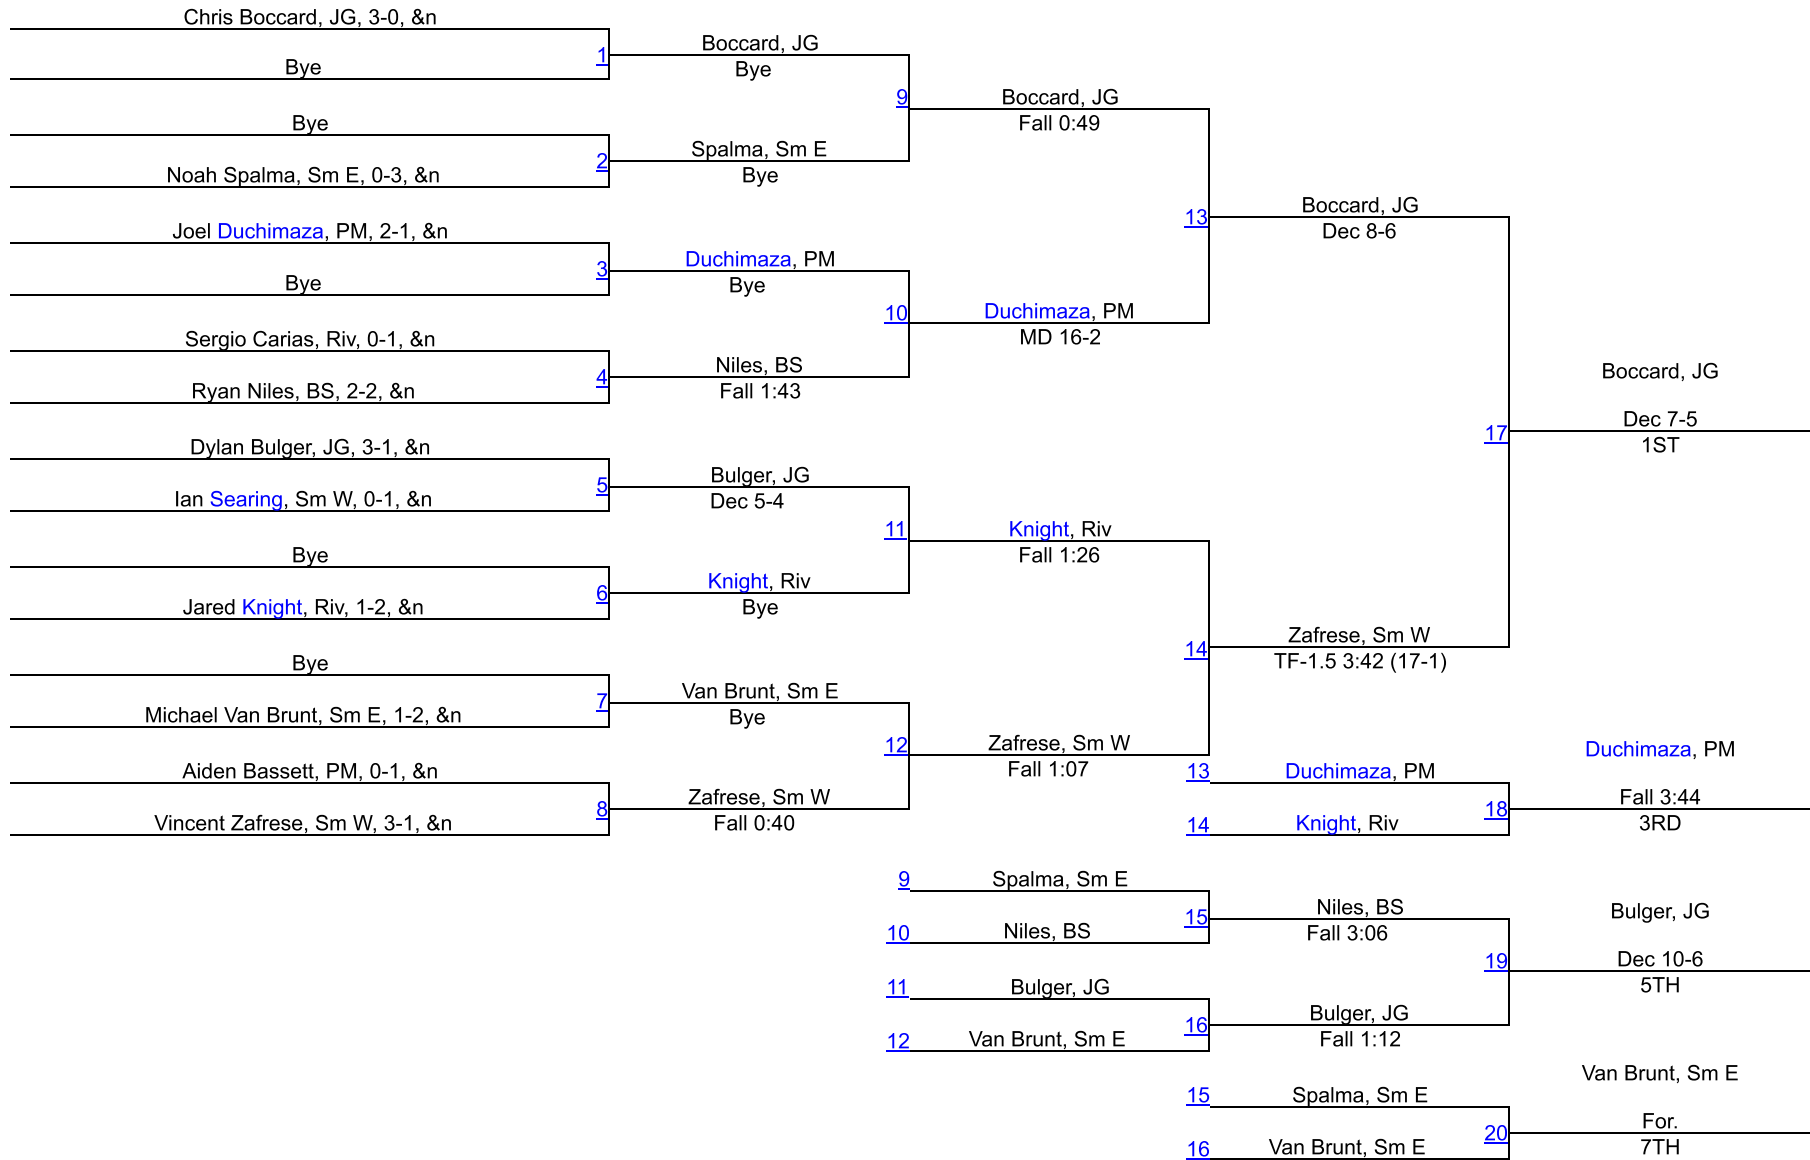 Chris Boccard, JG, 3-0, &n
Bye
Bye
Noah Spalma, Sm E, 0-3, &n
Joel Duchimaza, PM, 2-1, &n
Bye
Sergio Carias, Riv, 0-1, &n
Ryan Niles, BS, 2-2, &n
Dylan Bulger, JG, 3-1, &n
Ian Searing, Sm W, 0-1, &n
Bye
Jared Knight, Riv, 1-2, &n
Bye
Michael Van Brunt, Sm E, 1-2, &n
Aiden Bassett, PM, 0-1, &n
Vincent Zafrese, Sm W, 3-1, &n
1
2
3
4
5
6
7
8
Boccard, JG
Bye
Spalma, Sm E
Bye
Duchimaza, PM
Bye
Niles, BS
Fall 1:43
Bulger, JG
Dec 5-4
Knight, Riv
Bye
Van Brunt, Sm E
Bye
Zafrese, Sm W
Fall 0:40
9
10
11
12
Boccard, JG
Fall 0:49
Duchimaza, PM
MD 16-2
Knight, Riv
Fall 1:26
Zafrese, Sm W
Fall 1:07
13
14
Boccard, JG
Dec 8-6
Zafrese, Sm W
TF-1.5 3:42 (17-1)
17
Boccard, JG
Dec 7-5
1ST
13
Duchimaza, PM
14
Knight, Riv
18
Duchimaza, PM
Fall 3:44
3RD
9
Spalma, Sm E
10
Niles, BS
11
Bulger, JG
12
Van Brunt, Sm E
15
16
Niles, BS
Fall 3:06
Bulger, JG
Fall 1:12
19
Bulger, JG
Dec 10-6
5TH
15
Spalma, Sm E
16
Van Brunt, Sm E
20
Van Brunt, Sm E
For.
7TH